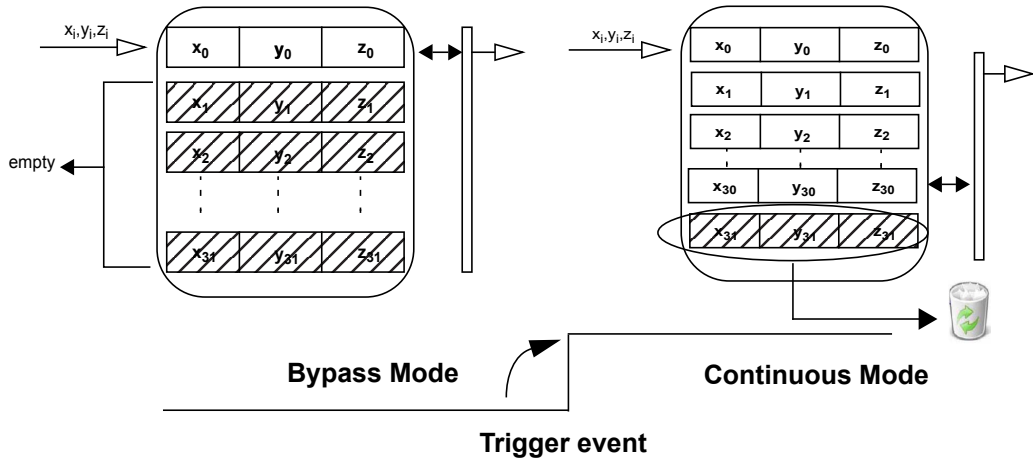 xi,yi,zi
x0 y0 z0
x1 y1 z1
x2 y2 z2
empty
x31 y31 z31
xi,yi,zi
x0 y0 z0
x1 y1 z1
x2 y2 z2
x30 y30 z30
x31 y31 z31
Bypass Mode
Continuous Mode
Trigger event